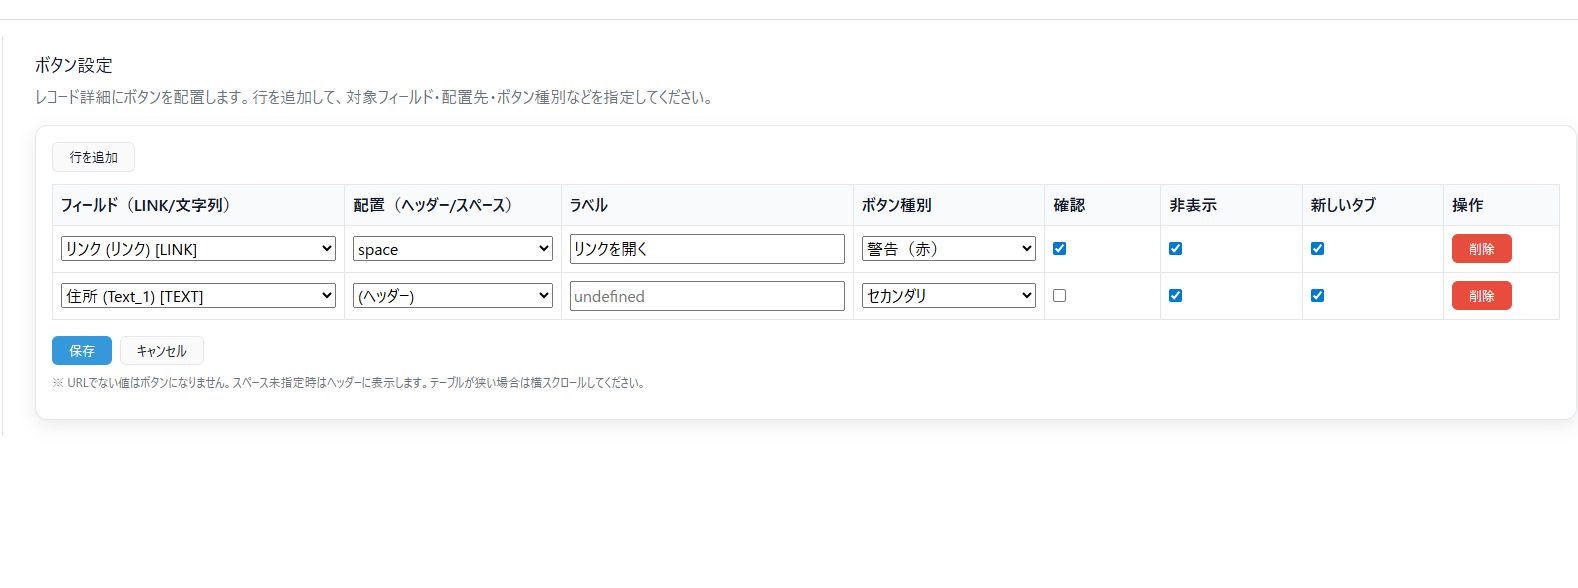 ボタン設定
レコード詳細にボタンを配置します。行を追加して、対象フィールド・配置先・ボタン種別などを指定してください。
行を追加
フィールド（LINK/文字列） 配置（ヘッダー/スペース） ラベル ボタン種別 確認 非表示 新しいタブ 操作
リンク (リンク) [LINK] space リンクを開く 警告（赤） 削除
住所 (Text_1) [TEXT] (ヘッダー) undefined セカンダリ 削除
保存 キャンセル
※ URLでない値はボタンになりません。スペース未指定時はヘッダーに表示します。テーブルが狭い場合は横スクロールしてください。